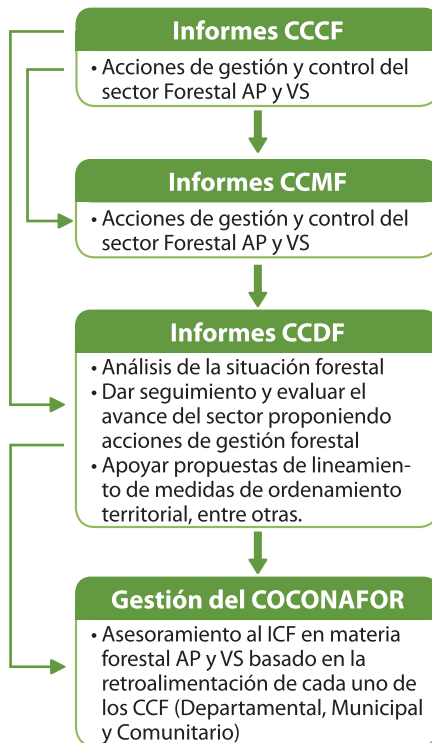 Informes CCCF
• Acciones de gestión y control del
sector Forestal AP y VS
Informes CCMF
• Acciones de gestión y control del
sector Forestal AP y VS
Informes CCDF
• Análisis de la situación forestal
• Dar seguimiento y evaluar el
avance del sector proponiendo
acciones de gestión forestal
• Apoyar propuestas de lineamien-
to de medidas de ordenamiento
territorial, entre otras.
Gestión del COCONAFOR
• Asesoramiento al ICF en materia
forestal AP y VS basado en la
retroalimentación de cada uno de
los CCF (Departamental, Municipal
y Comunitario)